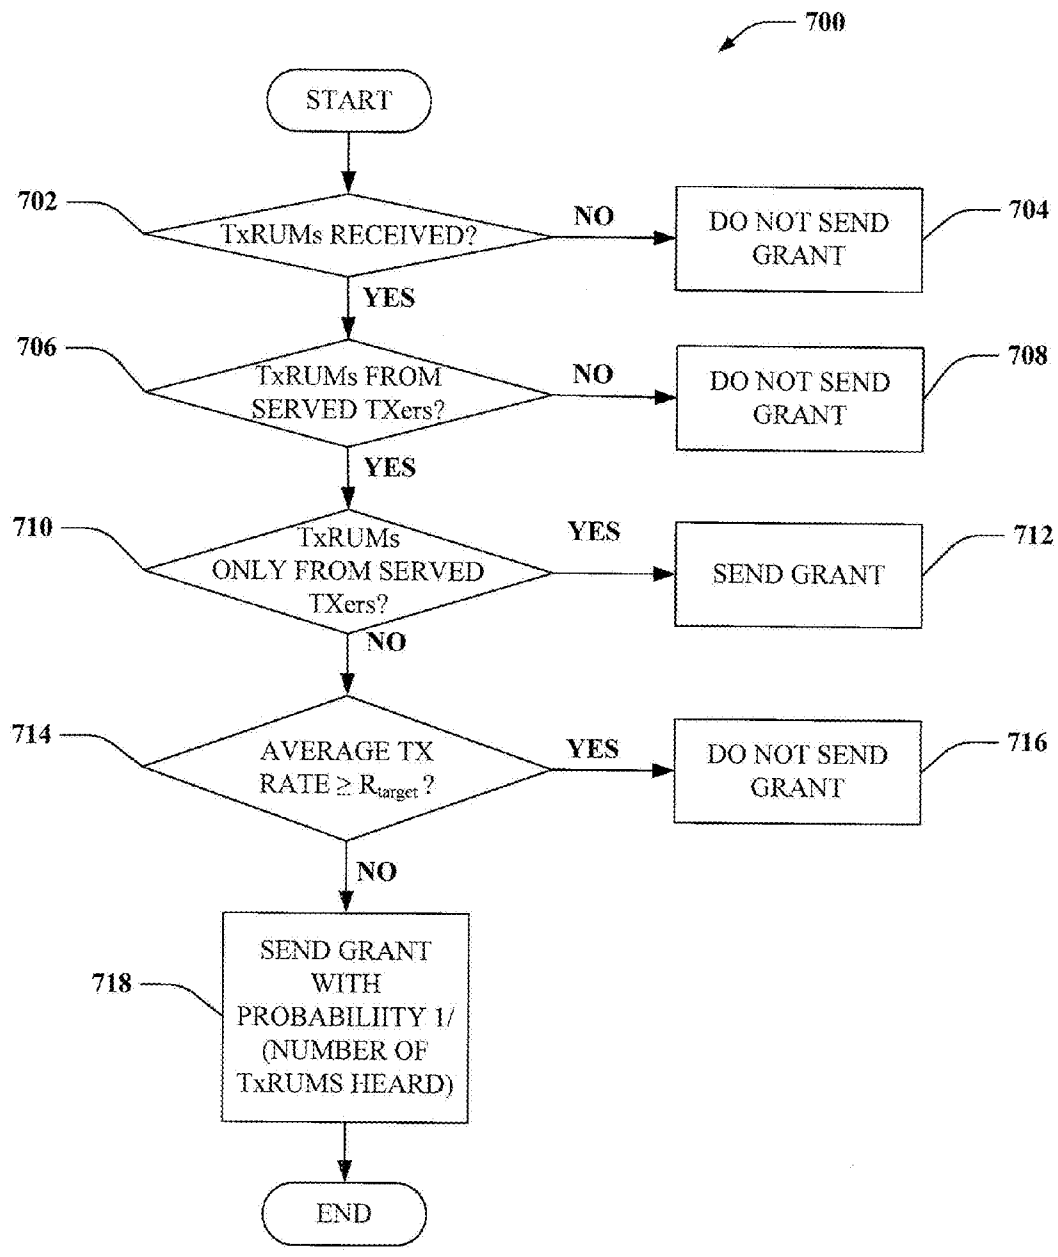 700
START
702
TxRUMs RECEIVED?
NO
DO NOT SEND
GRANT
704
YES
706
TxRUMs FROM
SERVED TXers?
NO
DO NOT SEND
GRANT
708
YES
710
TxRUMs
ONLY FROM SERVED
TXers?
YES
SEND GRANT
712
NO
714
AVERAGE TX
RATE ≥ Rtarget ?
YES
DO NOT SEND
GRANT
716
NO
718
SEND GRANT
WITH
PROBABILIITY 1/
(NUMBER OF
TxRUMS HEARD)
END